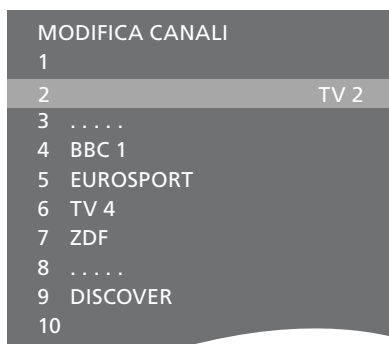 MODIFICA CANALI
1
2 TV 2
3 .....
4 BBC 1
5 EUROSPORT
6 TV 4
7 ZDF
8 .....
9 DISCOVER
10